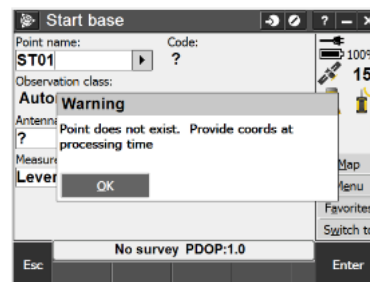 Start base
Point name:
Code:
ST01
?
Observation class:
Auto
Warning
Point does not exist. Provide coords at
processing time
OK
Antenna
?
Measure
Lever
100%
15
Map
Menu
Favorites
Switch to
No survey PDOP:1.0
Esc
Enter